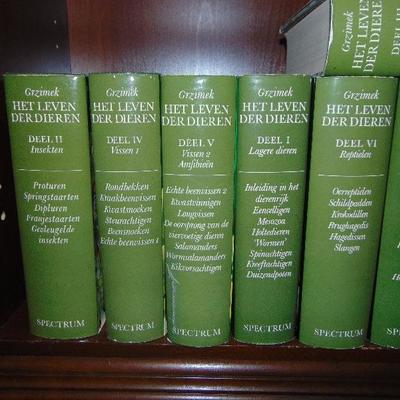 Grzimek
HET LEVEN
DER DIEREN
DEEL II
Insekten
Proturen
Springstaarten
Dipluren
Franjestaarten
Gevleugelde
insekten
SPECTRUM
Grzimek
HET LEVEN
DER DIEREN
DEEL IV
Vissen 1
Rondbekken
Kraakbeenvissen
Kwastsnoeken
Steurachtigen
Beensnoeken
Echte beenvissen 1
SPECTRUM
Grzimek
HET LEVEN
DER DIEREN
DEEL V
Vissen 2
Amfibieën
Echte beenvissen 2
Kwastvinnigen
Longvissen
De oorsprong van de
viervoetige dieren
Salamanders
Wormsalamanders
Kikvorsachtigen
SPECTRUM
Grzimek
HET LEVEN
DER DIEREN
DEEL I
Lagere dieren
Inleiding in het
dierenrijk
Eencelligen
Mesozoa
Holtedieren
'Wormen'
Spinachtigen
Kreeftachtigen
Duizendpoten
SPECTRUM
Grzimek
HET LEVEN
DER DIEREN
DEEL VI
Reptielen
Oerreptielen
Schildpadden
Krokodillen
Brughagedis
Hagedissen
Slangen
SPECTRUM
Grzimek
HET LEVEN
DER DIEREN